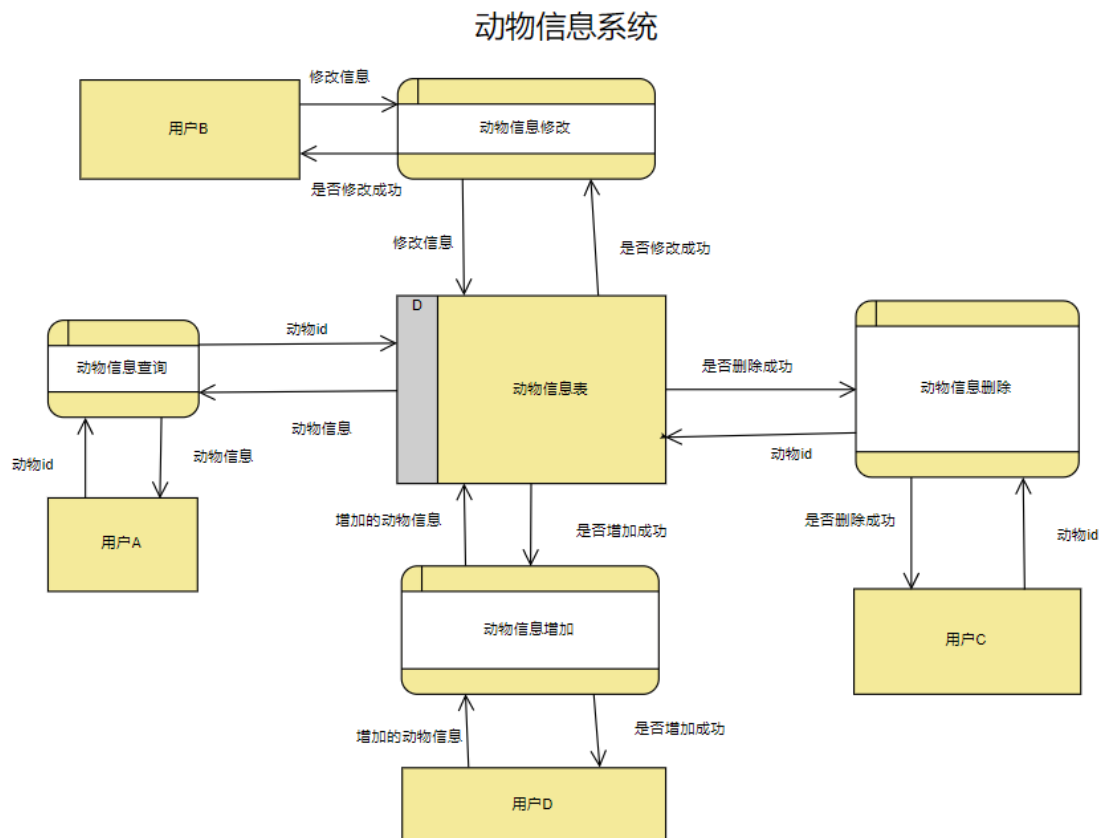 动物信息系统
修改信息
用户B
动物信息修改
是否修改成功
修改信息
是否修改成功
D
动物id
动物信息查询
是否删除成功
动物信息表
动物信息删除
动物信息
动物信息
动物id
动物id
增加的动物信息
是否增加成功
是否删除成功
动物id
用户A
动物信息增加
用户C
增加的动物信息
是否增加成功
用户D